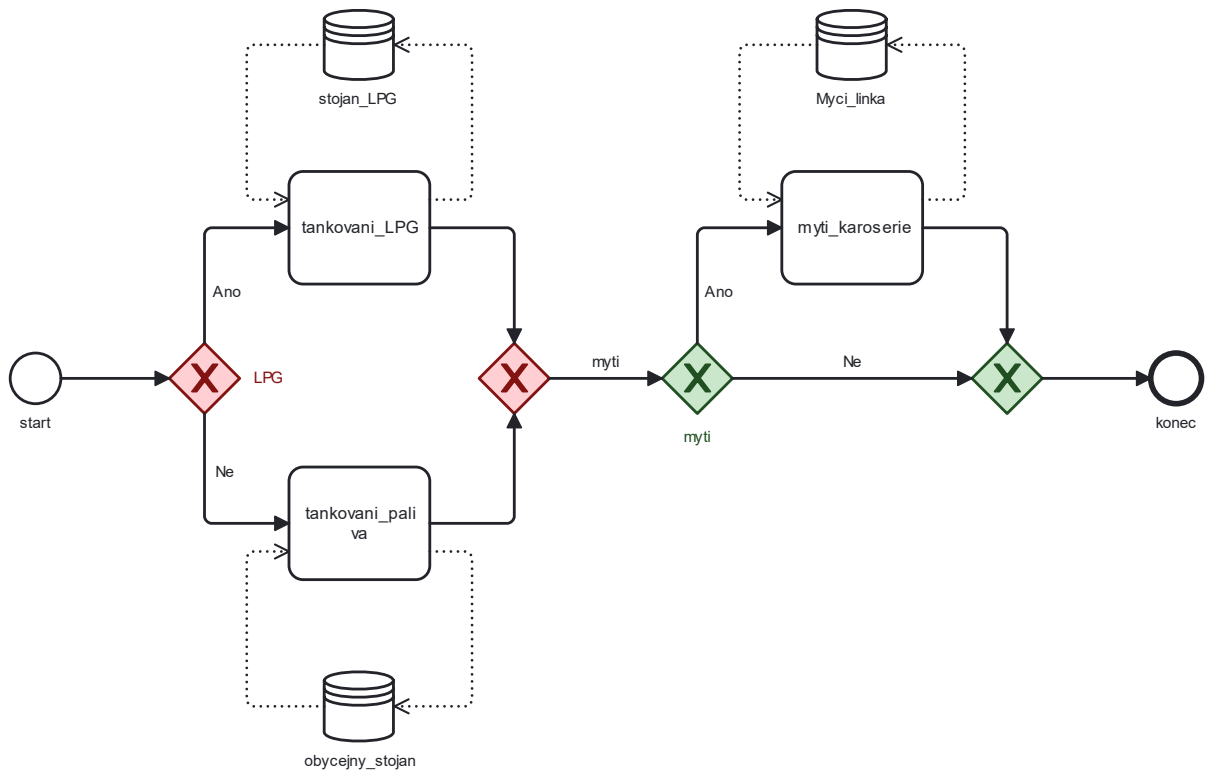 stojan_LPG
Myci_linka
tankovani_LPG
myti_karoserie
Ano
Ano
X
LPG
X
myti
X
Ne
X
start
myti
konec
Ne
tankovani_pali
va
obycejny_stojan